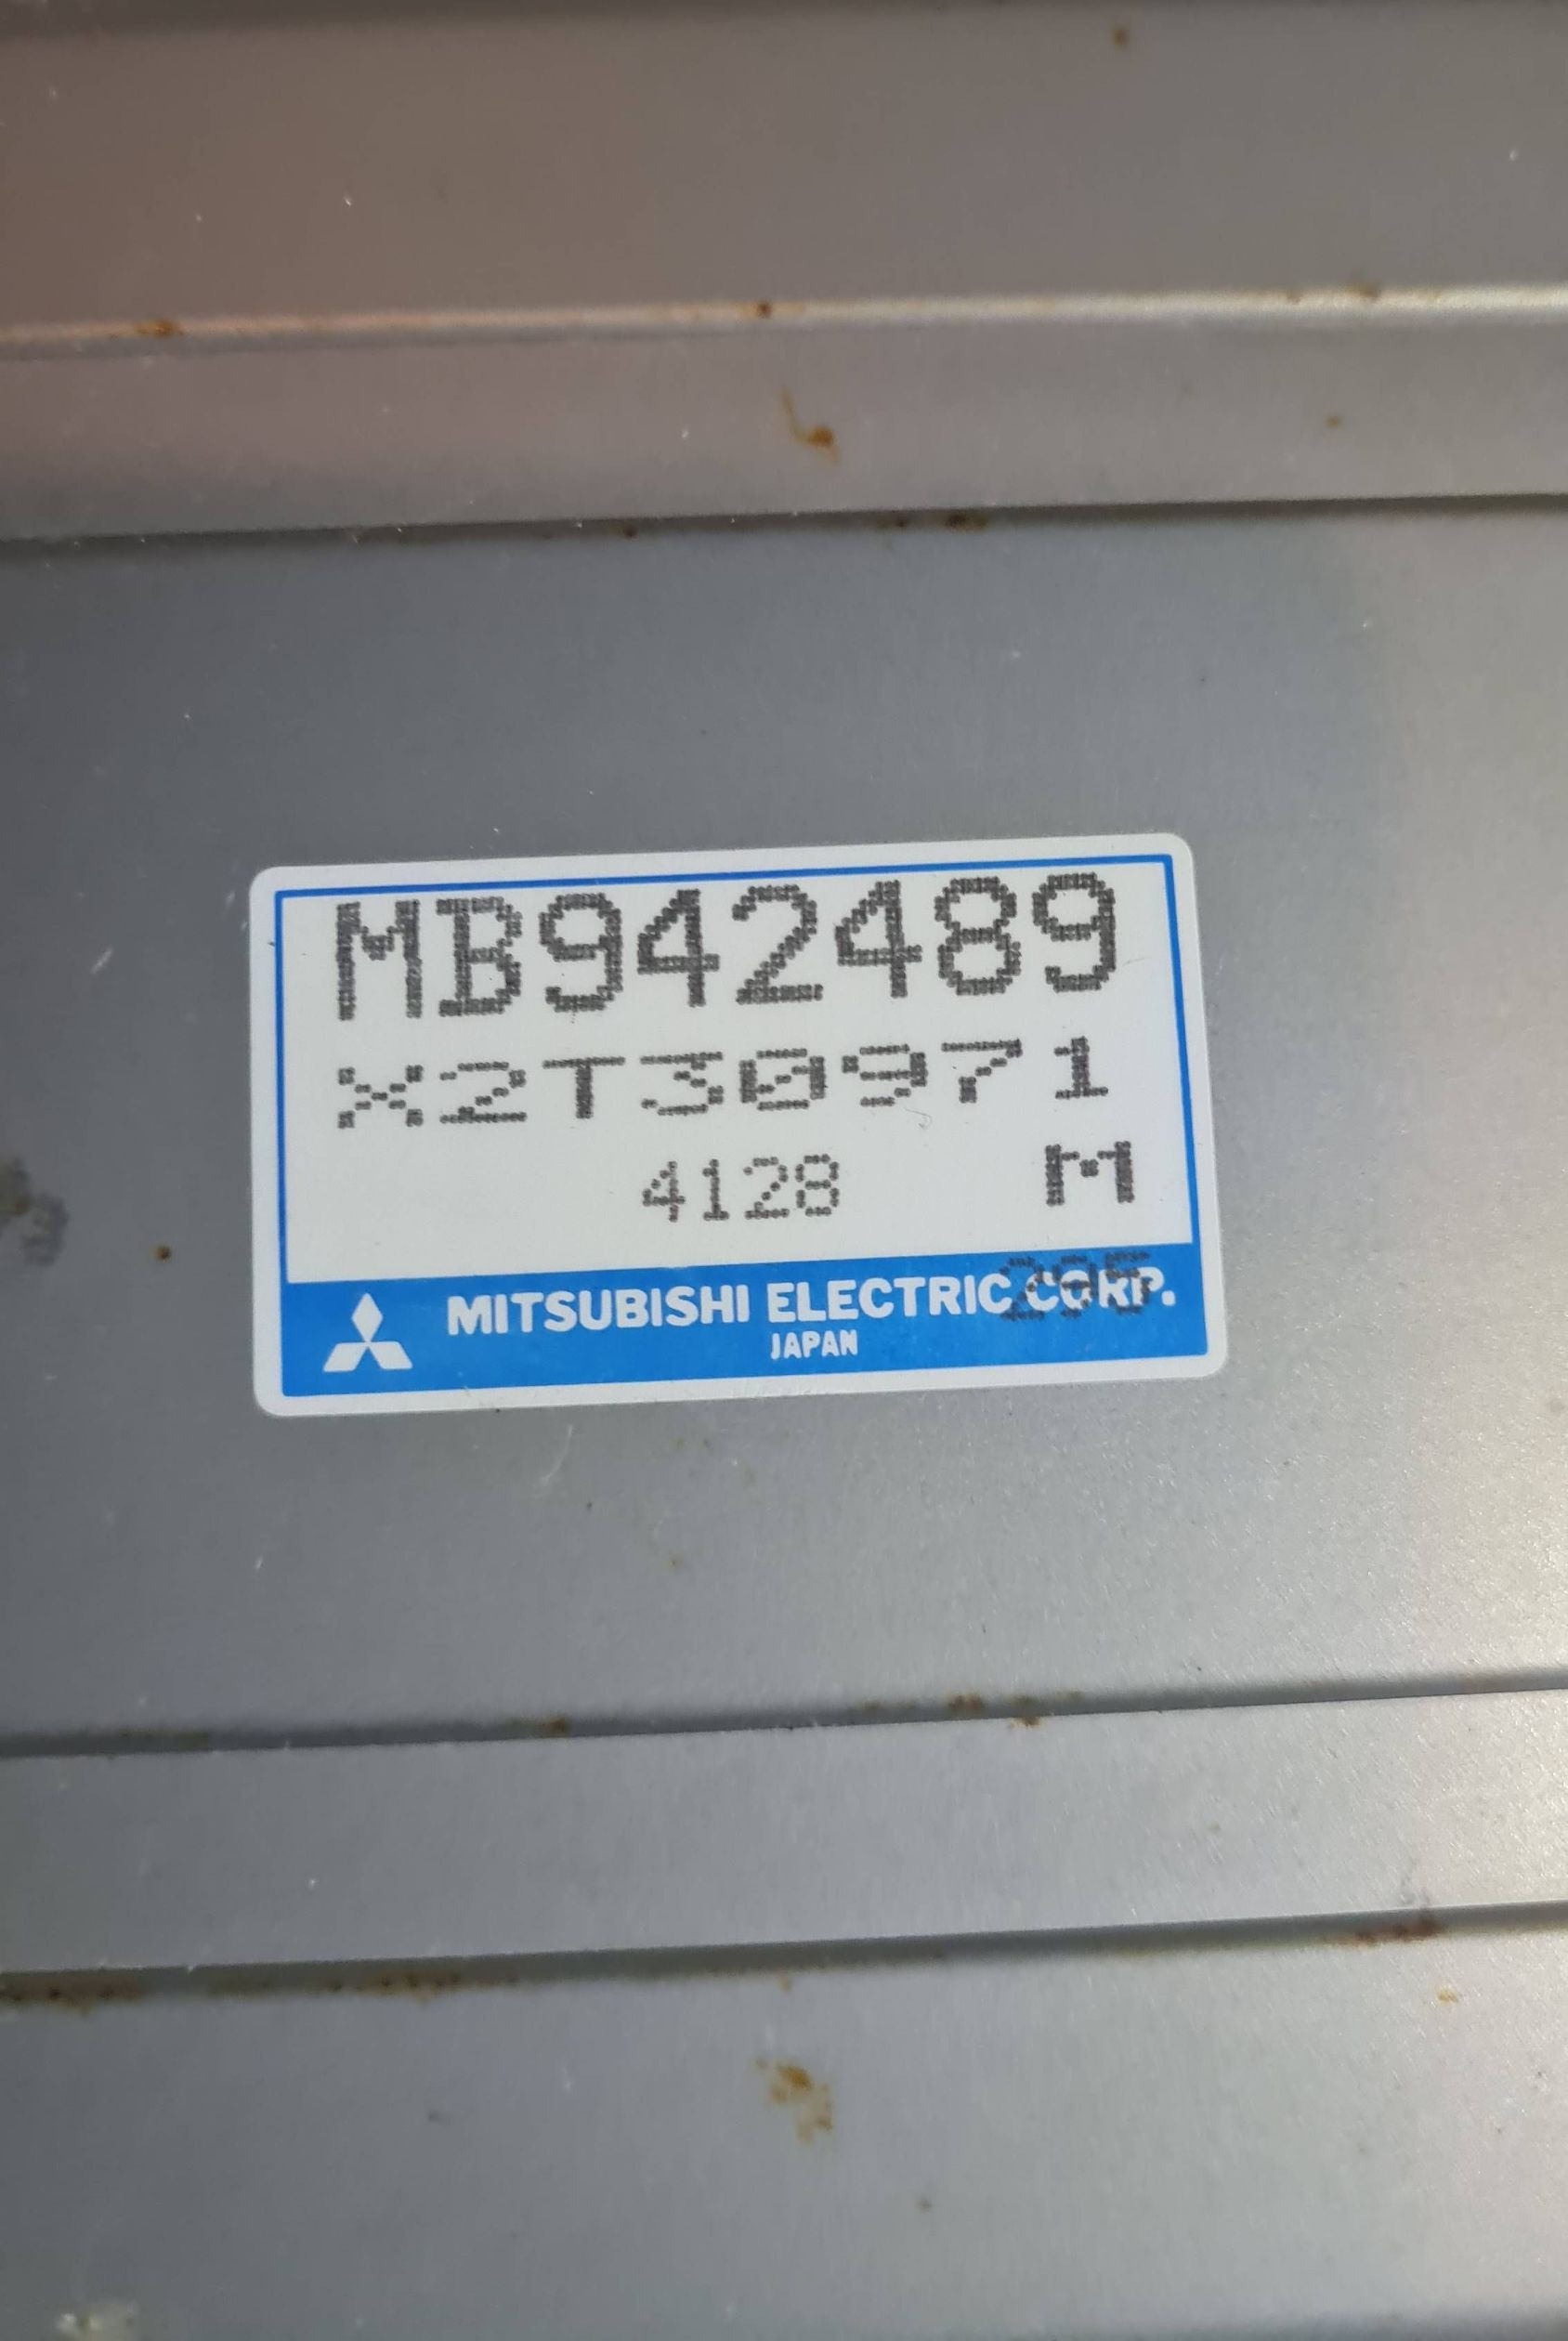 MB942489
X2T30971
4128 M
MITSUBISHI ELECTRIC CORP.
JAPAN